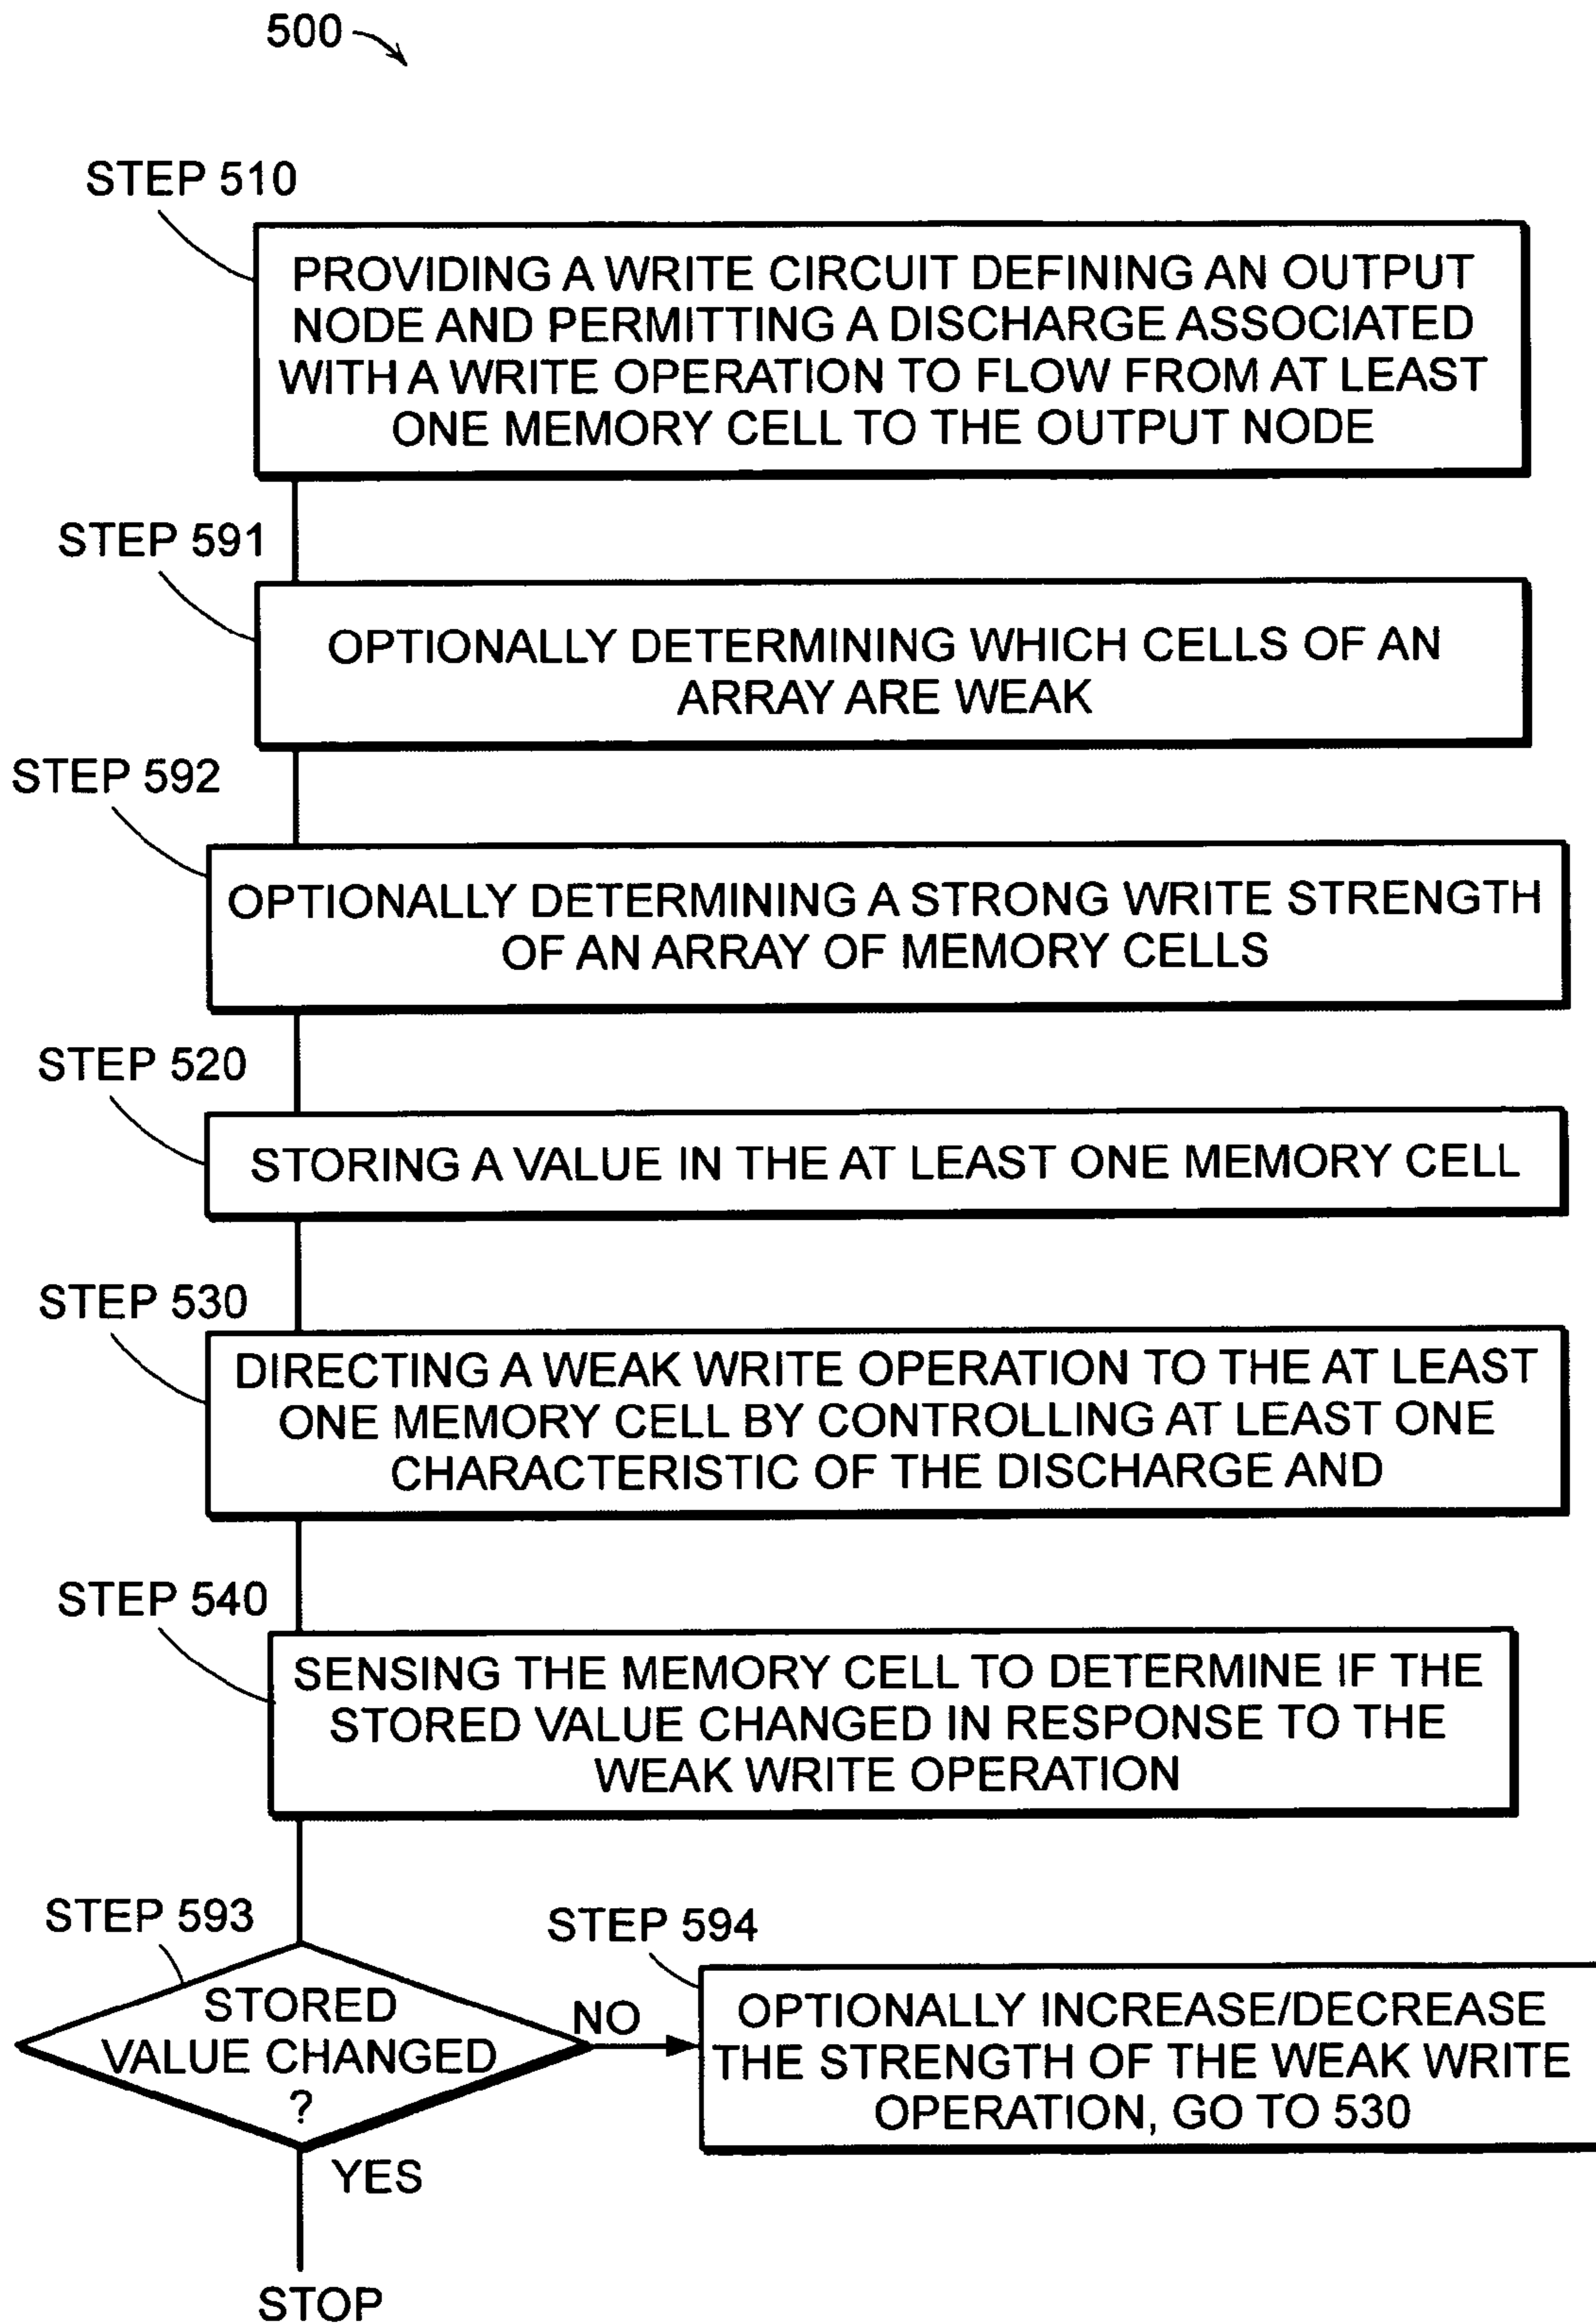 500
STEP 510
PROVIDING A WRITE CIRCUIT DEFINING AN OUTPUT
NODE AND PERMITTING A DISCHARGE ASSOCIATED
WITH A WRITE OPERATION TO FLOW FROM AT LEAST
ONE MEMORY CELL TO THE OUTPUT NODE
STEP 591
OPTIONALLY DETERMINING WHICH CELLS OF AN
ARRAY ARE WEAK
STEP 592
OPTIONALLY DETERMINING A STRONG WRITE STRENGTH
OF AN ARRAY OF MEMORY CELLS
STEP 520
STORING A VALUE IN THE AT LEAST ONE MEMORY CELL
STEP 530
DIRECTING A WEAK WRITE OPERATION TO THE AT LEAST
ONE MEMORY CELL BY CONTROLLING AT LEAST ONE
CHARACTERISTIC OF THE DISCHARGE AND
STEP 540
SENSING THE MEMORY CELL TO DETERMINE IF THE
STORED VALUE CHANGED IN RESPONSE TO THE
WEAK WRITE OPERATION
STEP 593
STORED
VALUE CHANGED
?
NO
STEP 594
OPTIONALLY INCREASE/DECREASE
THE STRENGTH OF THE WEAK WRITE
OPERATION, GO TO 530
YES
STOP